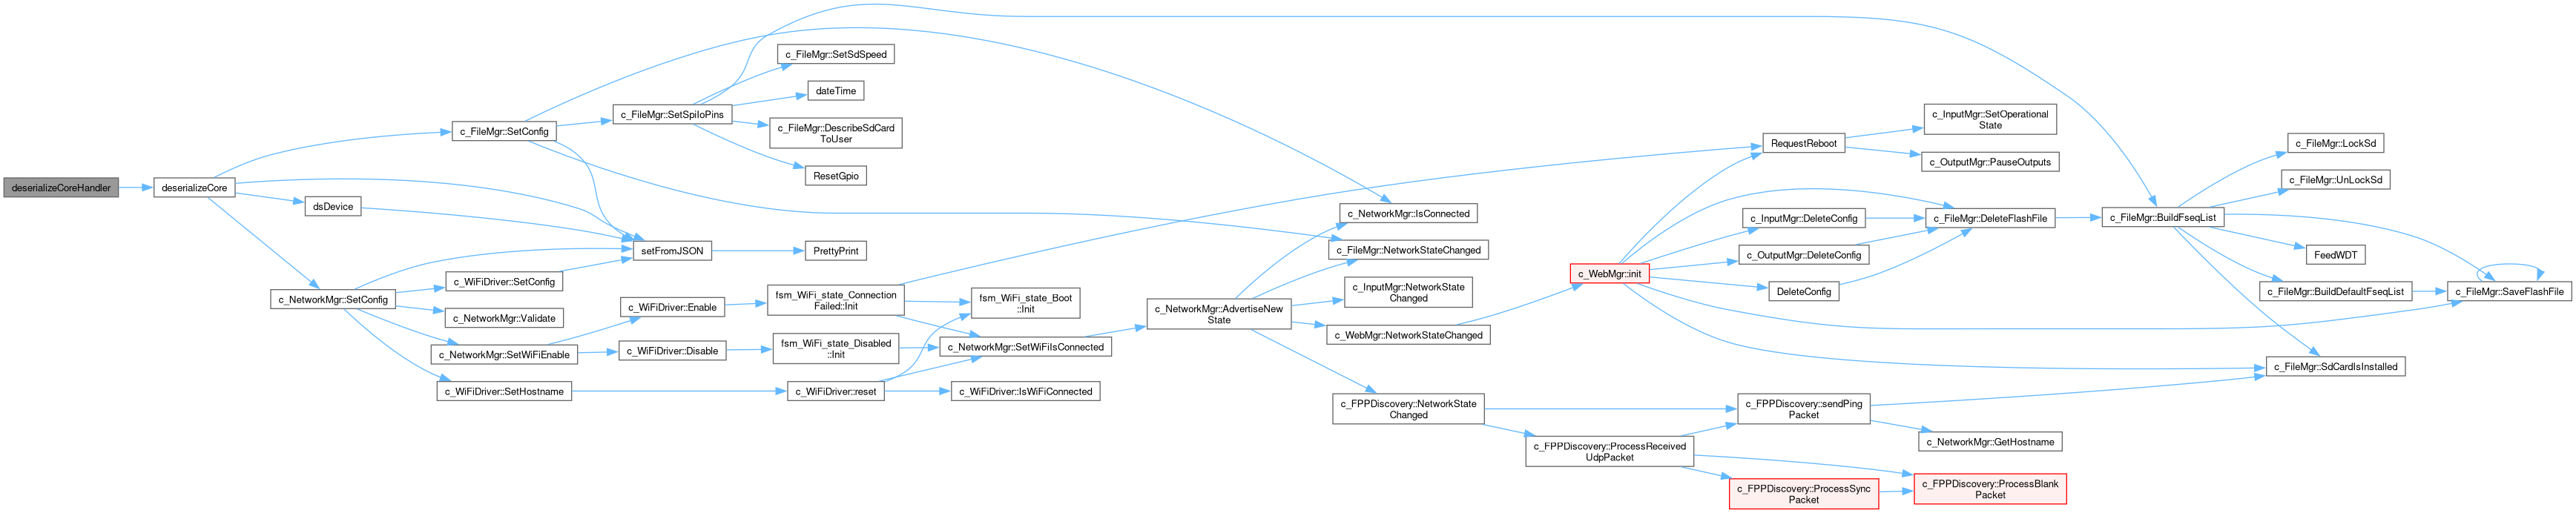 deserializeCoreHandler
deserializeCore
c_FileMgr::SetConfig
dsDevice
c_NetworkMgr::SetConfig
c_FileMgr::SetSpiIoPins
setFromJSON
PrettyPrint
c_WiFiDriver::SetConfig
c_NetworkMgr::Validate
c_NetworkMgr::SetWiFiEnable
c_WiFiDriver::SetHostname
c_FileMgr::SetSdSpeed
dateTime
c_FileMgr::DescribeSdCard
ToUser
ResetGpio
c_WiFiDriver::Enable
c_WiFiDriver::Disable
fsm_WiFi_state_Connection
Failed::Init
fsm_WiFi_state_Disabled
::Init
c_WiFiDriver::reset
fsm_WiFi_state_Boot
::Init
c_NetworkMgr::SetWiFiIsConnected
c_WiFiDriver::IsWiFiConnected
c_NetworkMgr::AdvertiseNew
State
c_NetworkMgr::IsConnected
c_FileMgr::NetworkStateChanged
c_InputMgr::NetworkState
Changed
c_WebMgr::NetworkStateChanged
c_FPPDiscovery::NetworkState
Changed
c_WebMgr::init
c_FPPDiscovery::ProcessReceived
UdpPacket
RequestReboot
c_InputMgr::DeleteConfig
c_OutputMgr::DeleteConfig
DeleteConfig
c_FPPDiscovery::sendPing
Packet
c_FPPDiscovery::ProcessSync
Packet
c_InputMgr::SetOperational
State
c_OutputMgr::PauseOutputs
c_FileMgr::DeleteFlashFile
c_NetworkMgr::GetHostname
c_FPPDiscovery::ProcessBlank
Packet
c_FileMgr::BuildFseqList
c_FileMgr::LockSd
c_FileMgr::UnLockSd
FeedWDT
c_FileMgr::BuildDefaultFseqList
c_FileMgr::SdCardIsInstalled
c_FileMgr::SaveFlashFile